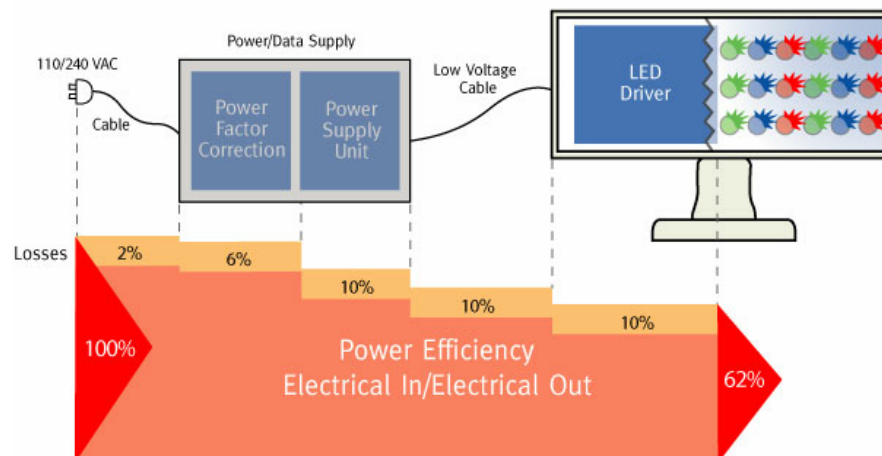 Power/Data Supply
110/240 VAC
Cable
Power
Factor
Correction
Power
Supply
Unit
Low Voltage
Cable
LED
Driver
Losses
2%
6%
10%
10%
10%
100%
Power Efficiency
Electrical In/Electrical Out
62%